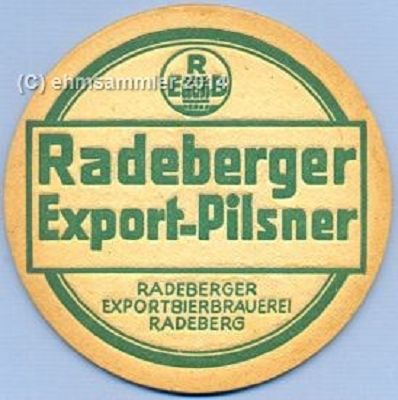 (C) ehmsammler 2014
R
Radeberger
Export-Pilsner
RADEBERGER
EXPORTBIERBRAUEREI
RADEBERG